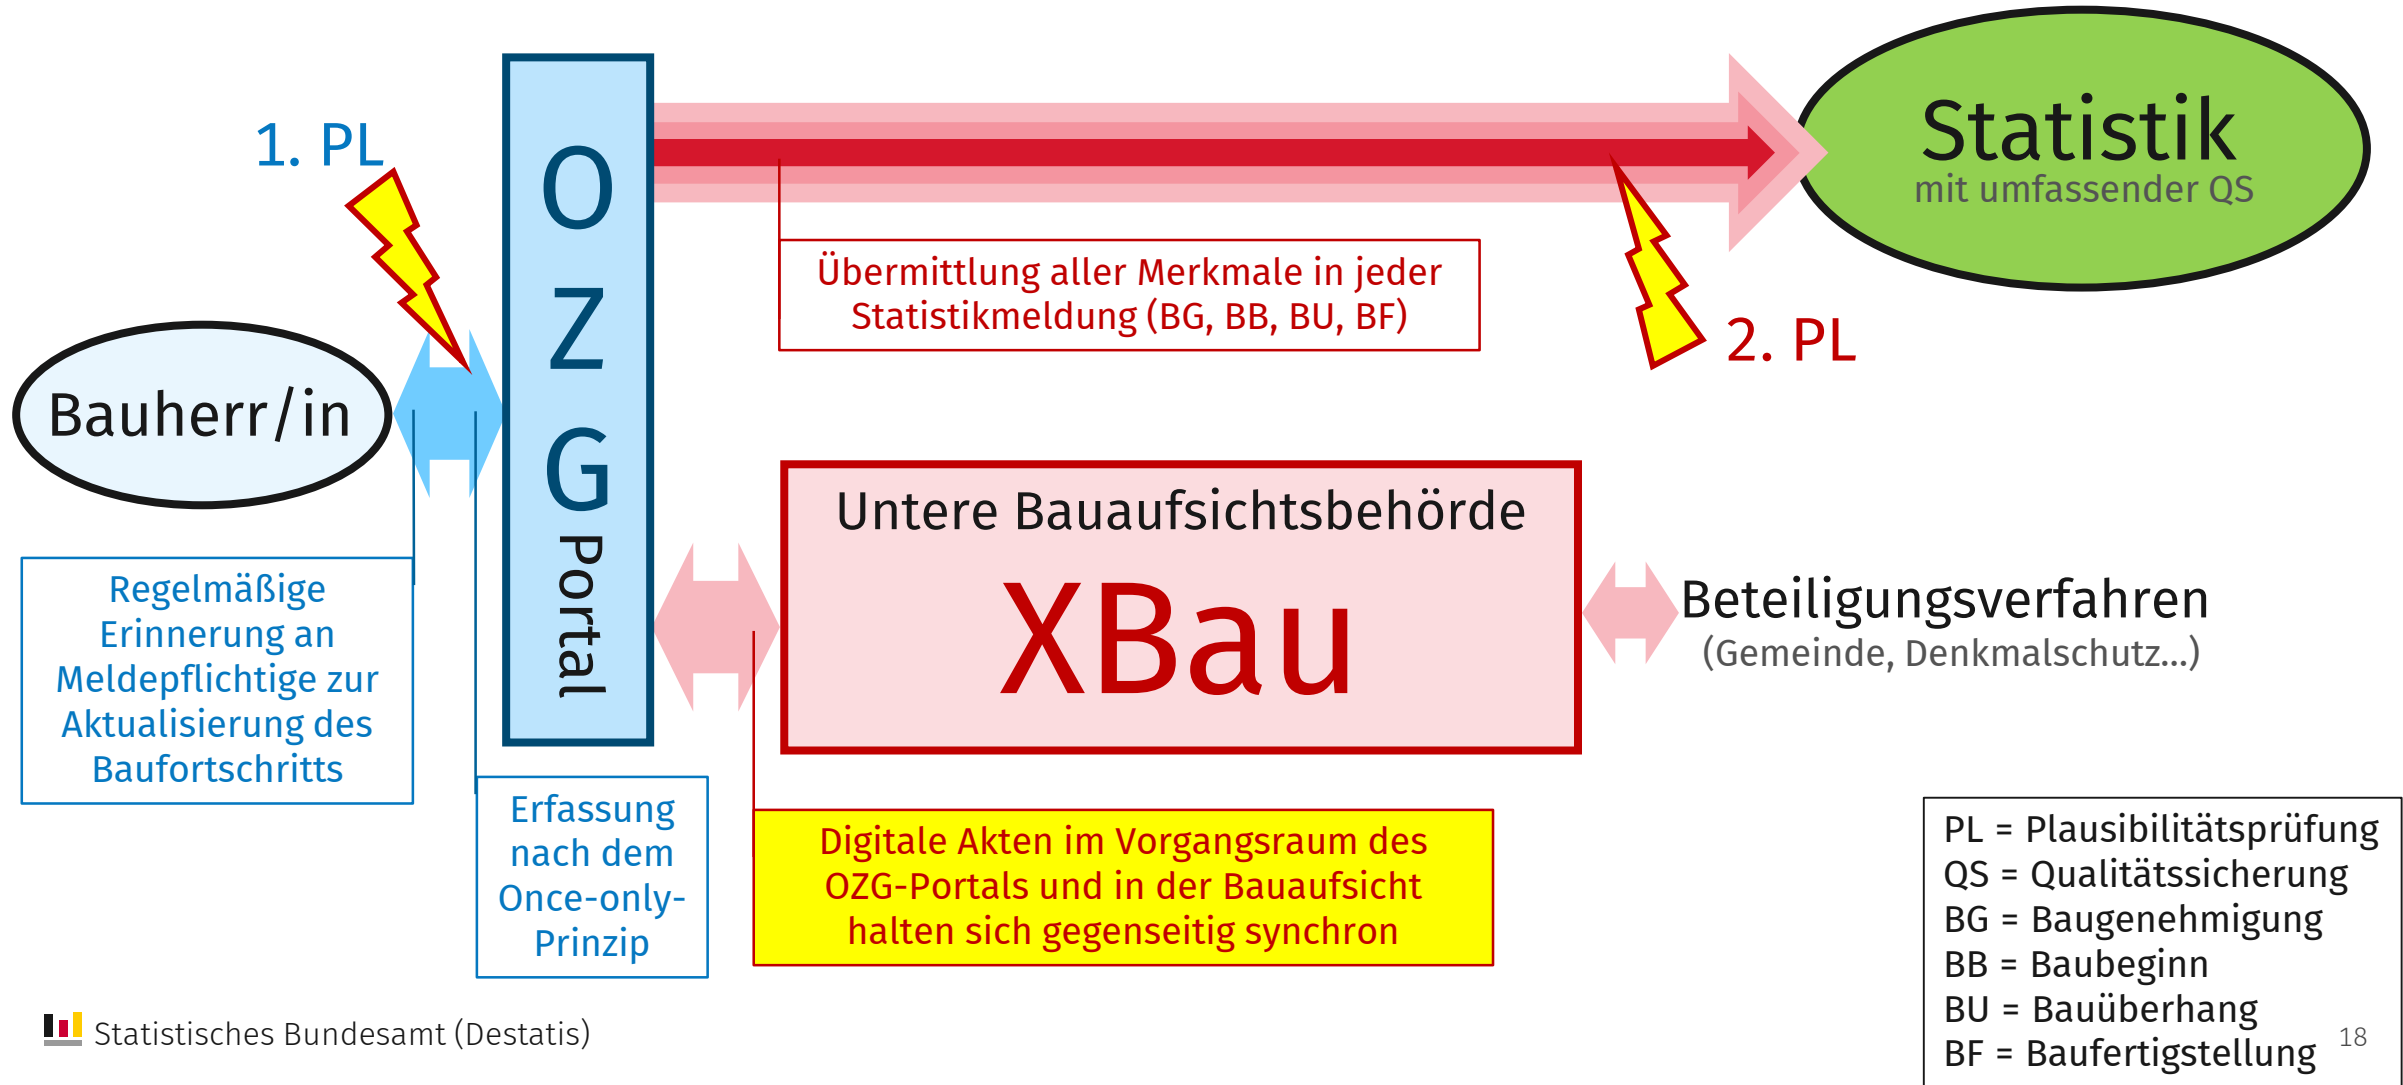 1. PL
O
Z
G
Portal
Statistik
mit umfassender QS
Übermittlung aller Merkmale in jeder
Statistikmeldung (BG, BB, BU, BF)
2. PL
Bauherr/in
Untere Bauaufsichtsbehörde
XBau
Beteiligungsverfahren
(Gemeinde, Denkmalschutz...)
Regelmäßige
Erinnerung an
Meldepflichtige zur
Aktualisierung des
Baufortschritts
Erfassung
nach dem
Once-only-
Prinzip
Digitale Akten im Vorgangsraum des
OZG-Portals und in der Bauaufsicht
halten sich gegenseitig synchron
PL = Plausibilitätsprüfung
QS = Qualitätssicherung
BG = Baugenehmigung
BB = Baubeginn
BU = Bauüberhang
BF = Baufertigstellung
Statistisches Bundesamt (Destatis)
18